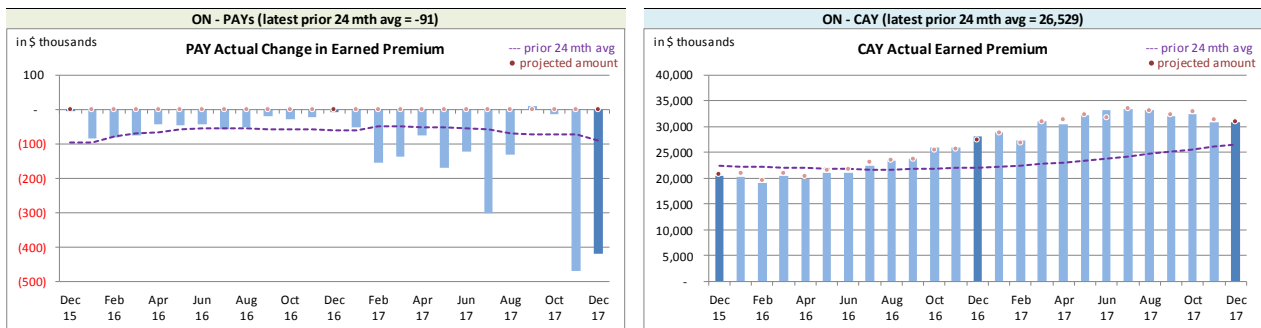 ON - PAYs (latest prior 24 mth avg = -91)
in $ thousands
PAY Actual Change in Earned Premium
--- prior 24 mth avg
• projected amount
100
-
(100)
(200)
(300)
(400)
(500)
Dec Feb Apr Jun Aug Oct Dec Feb Apr Jun Aug Oct Dec
15 16 16 16 16 16 16 17 17 17 17 17 17
ON - CAY (latest prior 24 mth avg = 26,529)
in $ thousands
CAY Actual Earned Premium
--- prior 24 mth avg
• projected amount
40,000
35,000
30,000
25,000
20,000
15,000
10,000
5,000
-
Dec Feb Apr Jun Aug Oct Dec Feb Apr Jun Aug Oct Dec
15 16 16 16 16 16 16 17 17 17 17 17 17